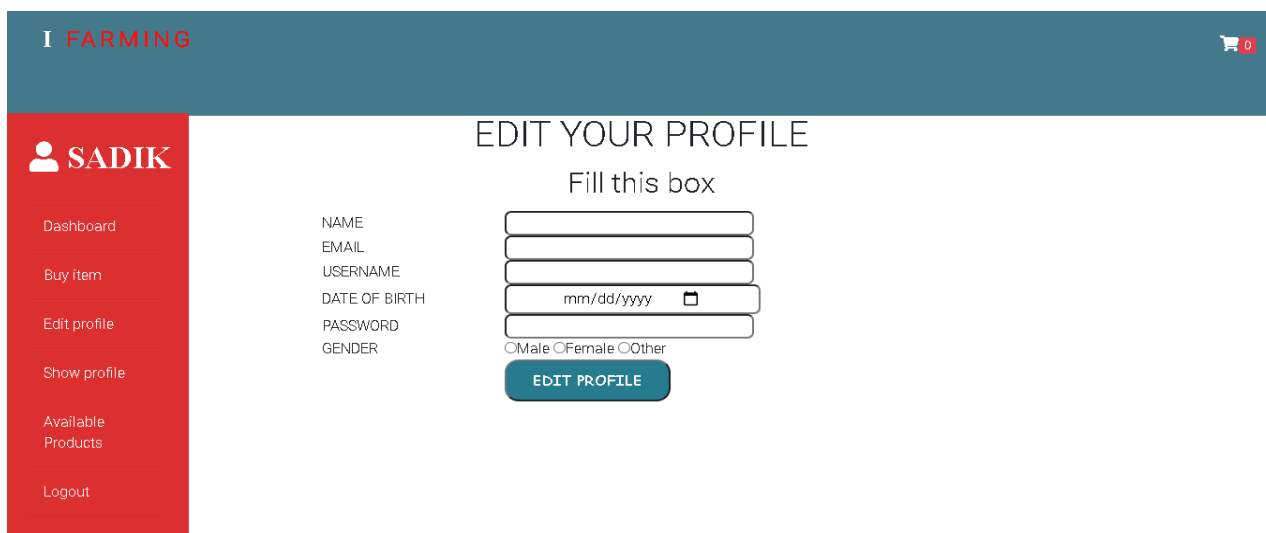 I FARMING
0
SADIK
Dashboard
Buy item
Edit profile
Show profile
Available
Products
Logout
EDIT YOUR PROFILE
Fill this box
NAME
EMAIL
USERNAME
DATE OF BIRTH mm/dd/yyyy
PASSWORD
GENDER Male Female Other
EDIT PROFILE